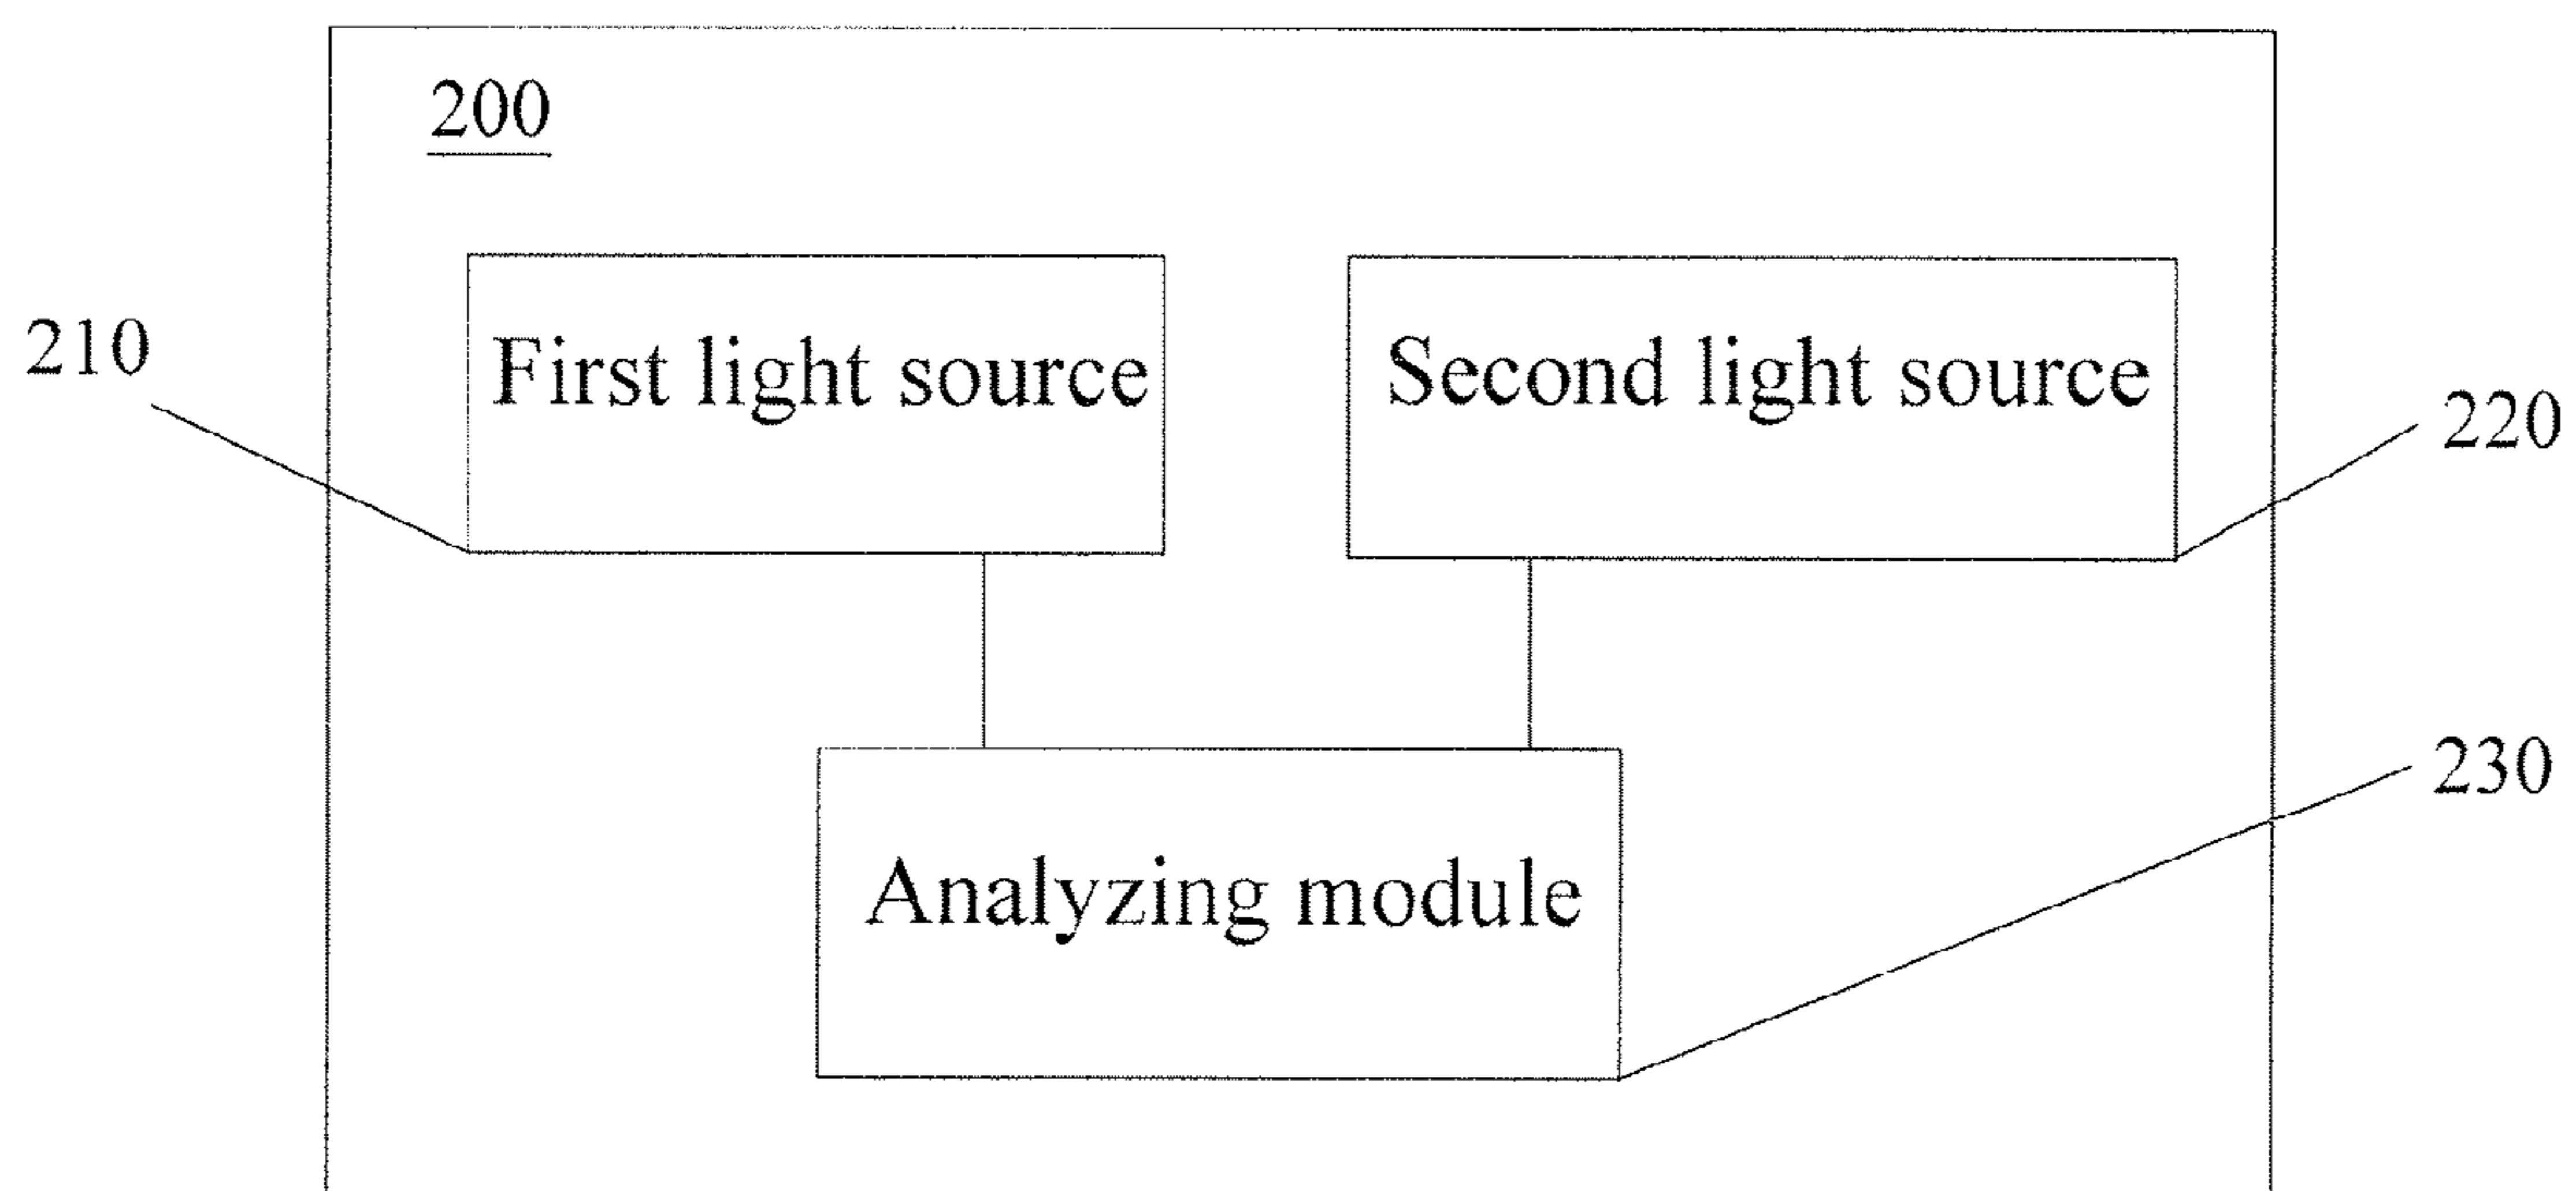 200
210
First light source
Second light source
220
230
Analyzing module